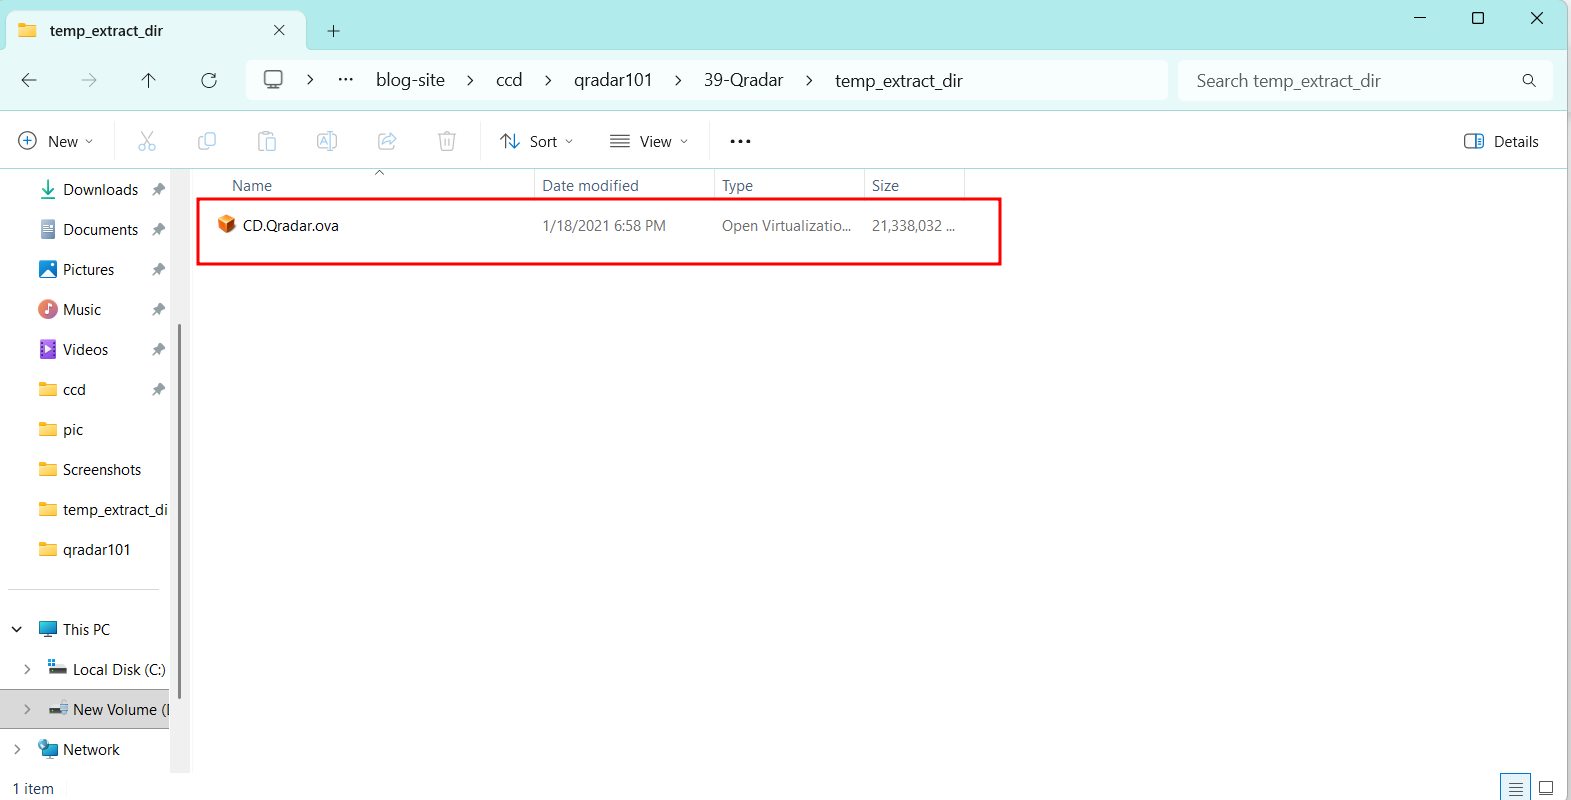 temp_extract_dir
... blog-site ccd qradar101 39-Qradar temp_extract_dir
Search temp_extract_dir
New Sort View ... Details
Name Date modified Type Size
CD.Qradar.ova 1/18/2021 6:58 PM Open Virtualizatio... 21,338,032 ...
Downloads
Documents
Pictures
Music
Videos
ccd
pic
Screenshots
temp_extract_di
qradar101
This PC
Local Disk (C:)
New Volume (
Network
1 item